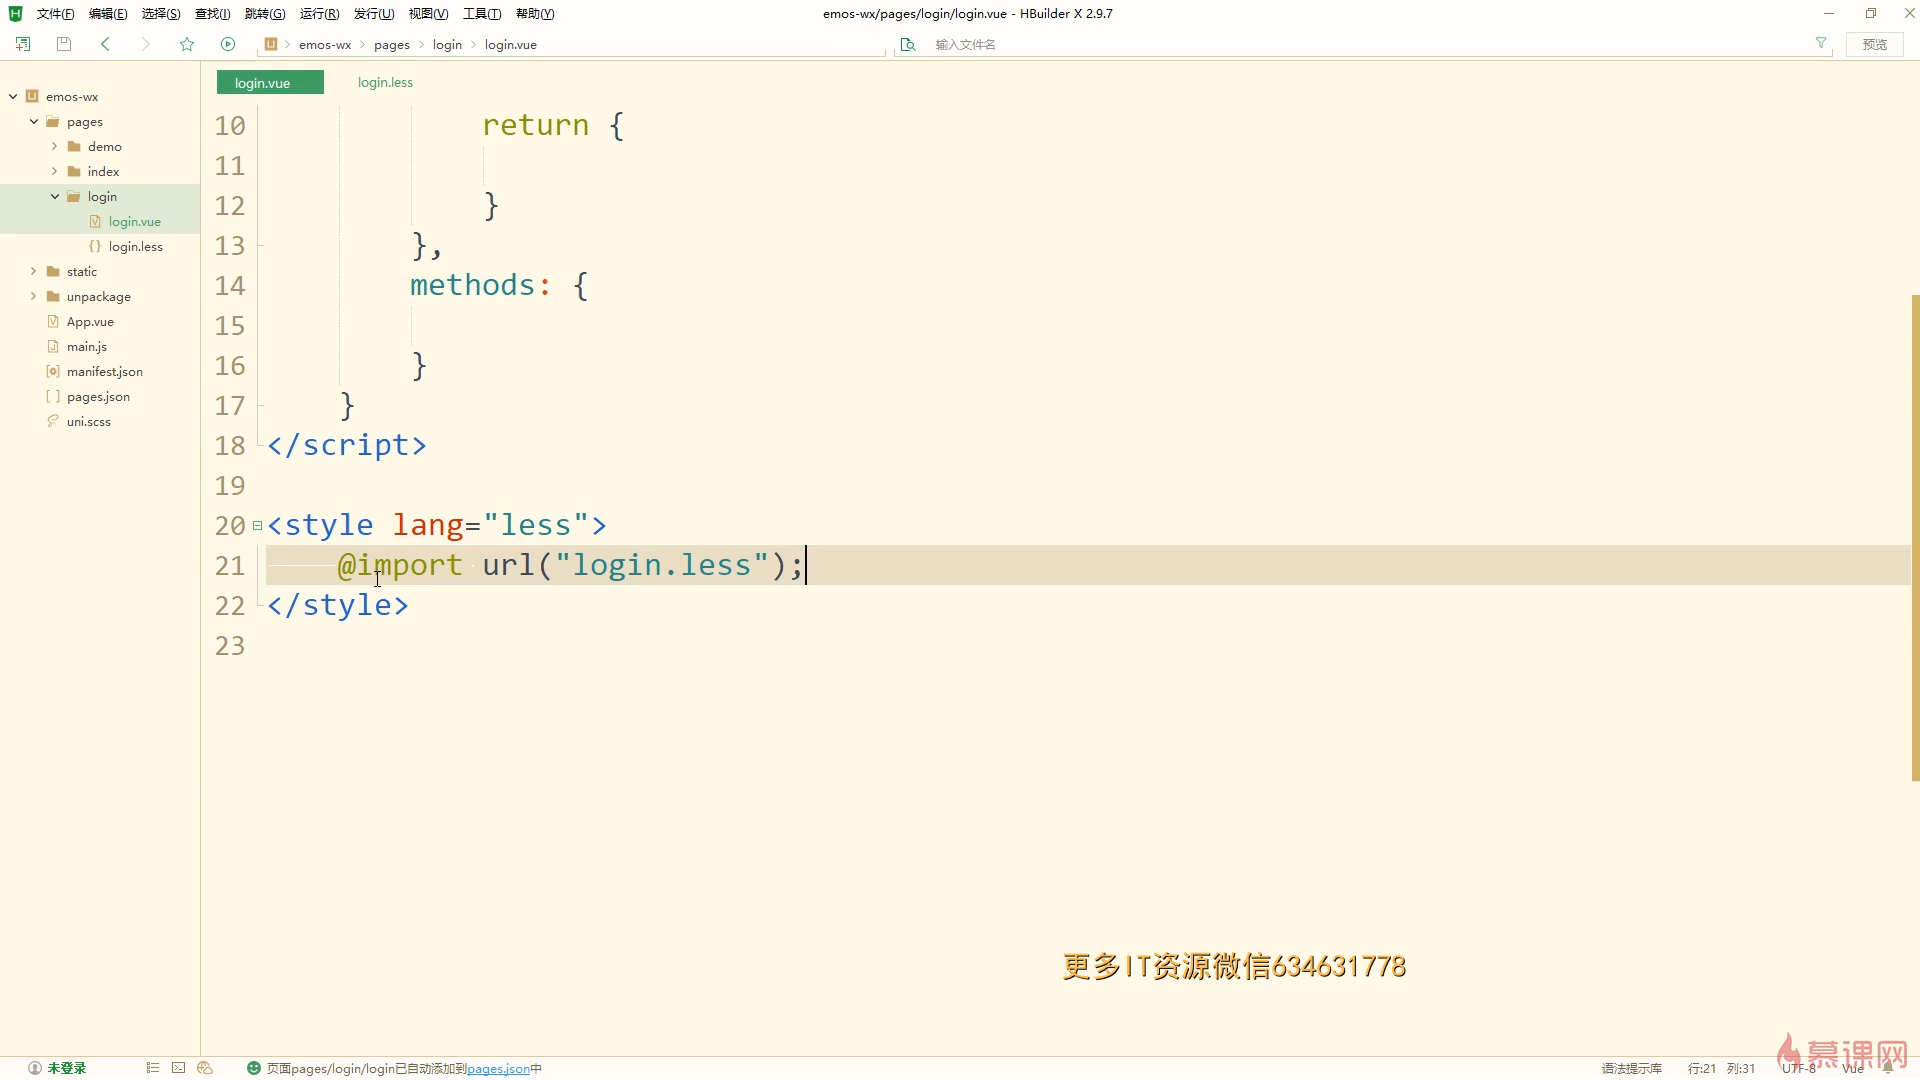 文件(F) 编辑(E) 选择(S) 查找(I) 跳转(G) 运行(R) 发行(U) 视图(V) 工具(T) 帮助(Y) emos-wx/pages/login/login.vue - HBuilder X 2.9.7
emos-wx pages login login.vue 输入文件名 预览
emos-wx
pages
demo
index
login
login.vue
login.less
static
unpackage
App.vue
main.js
manifest.json
pages.json
uni.scss
login.vue login.less
10 return {
11
12 }
13 },
14 methods: {
15
16 }
17 }
18 </script>
19
20 <style lang="less">
21 @import url("login.less");
22 </style>
23
更多IT资源微信634631778
慕课网
未登录 页面pages/login/login已自动添加到pages.json中 语法提示库 行:21 列:31 UTF-8 Vue